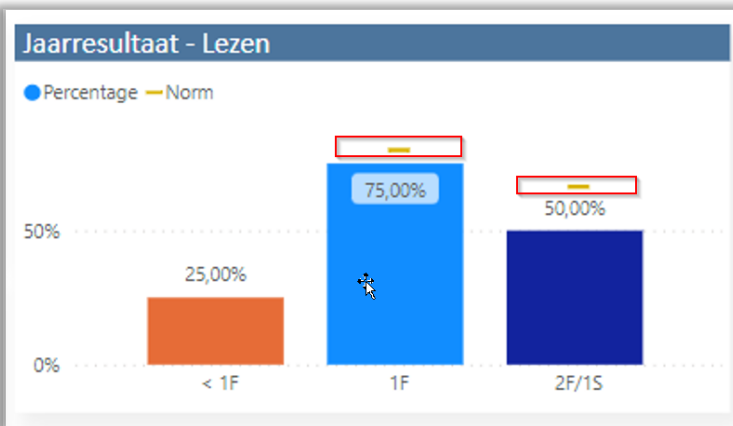 Jaarresultaat - Lezen
Percentage Norm
75,00%
50,00%
50%
25,00%
0%
< 1F 1F 2F/1S